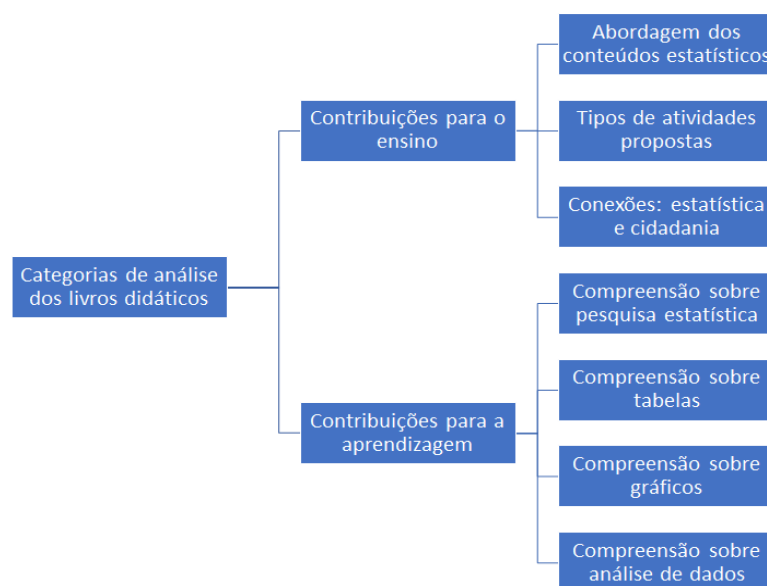 Categorias de análise
dos livros didáticos
Contribuições para o
ensino
Abordagem dos
conteúdos estatísticos
Tipos de atividades
propostas
Conexões: estatística
e cidadania
Contribuições para a
aprendizagem
Compreensão sobre
pesquisa estatística
Compreensão sobre
tabelas
Compreensão sobre
gráficos
Compreensão sobre
análise de dados